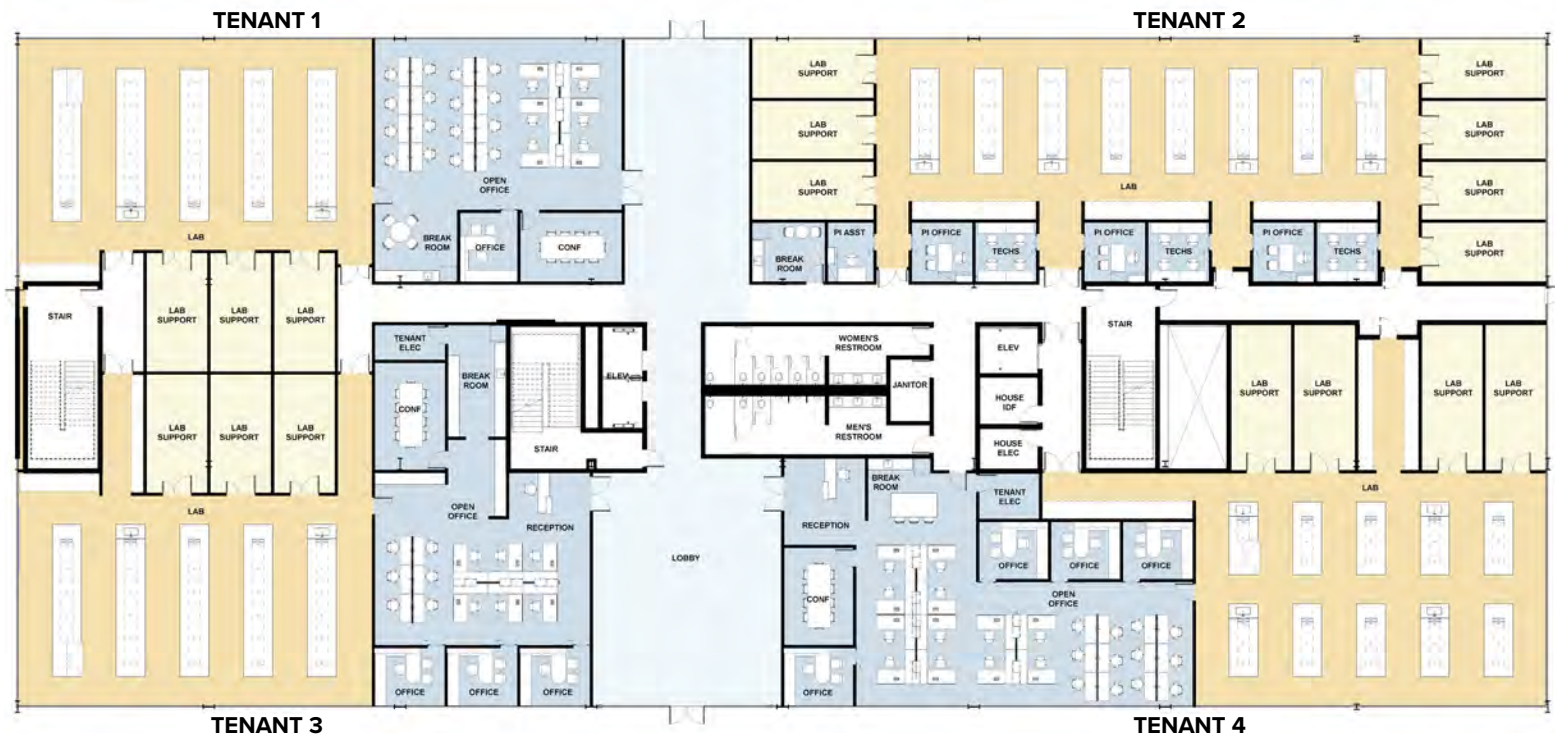 TENANT 1
TENANT 2
LAB
OPEN
OFFICE
BREAK
ROOM
OFFICE
CONF
LAB
SUPPORT
LAB
SUPPORT
LAB
SUPPORT
LAB
LAB
SUPPORT
LAB
SUPPORT
LAB
SUPPORT
LAB
SUPPORT
BREAK
ROOM
PI ASST
PI OFFICE
TECHS
PI OFFICE
TECHS
PI OFFICE
TECHS
STAIR
LAB
SUPPORT
LAB
SUPPORT
LAB
SUPPORT
LAB
SUPPORT
LAB
SUPPORT
LAB
SUPPORT
TENANT
ELEC
BREAK
ROOM
CONF
STAIR
ELEV
WOMEN'S
RESTROOM
JANITOR
MEN'S
RESTROOM
ELEV
HOUSE
IDF
HOUSE
ELEC
STAIR
LAB
SUPPORT
LAB
SUPPORT
LAB
SUPPORT
LAB
SUPPORT
LAB
OPEN
OFFICE
RECEPTION
OFFICE
OFFICE
OFFICE
LOBBY
RECEPTION
BREAK
ROOM
TENANT
ELEC
CONF
OFFICE
OFFICE
OFFICE
OFFICE
OPEN
OFFICE
LAB
TENANT 3
TENANT 4